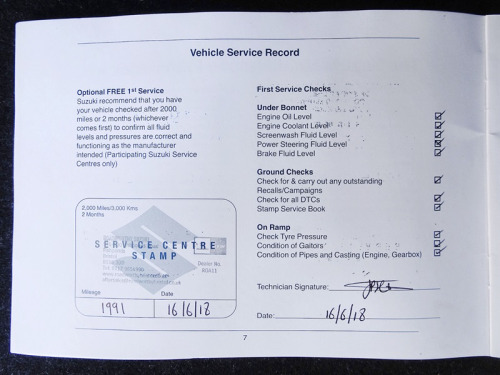 Vehicle Service Record
Optional FREE 1st Service
Suzuki recommend that you have
your vehicle checked after 2000
miles or 2 months (whichever
comes first) to confirm all fluid
levels and pressures are correct and
functioning as the manufacturer
intended (Participating Suzuki Service
Centres only)
2,000 Miles/3,000 Kms
2 Months
SERVICE CENTRE
STAMP
Dealer No.
Mileage Date
1991 16/6/18
First Service Checks
Under Bonnet
Engine Oil Level
Engine Coolant Level
Screenwash Fluid Level
Power Steering Fluid Level
Brake Fluid Level
Ground Checks
Check for & carry out any outstanding
Recalls/Campaigns
Check for all DTCs
Stamp Service Book
On Ramp
Check Tyre Pressure
Condition of Gaitors
Condition of Pipes and Casting (Engine, Gearbox)
Technician Signature:
Date: 16/6/18
7